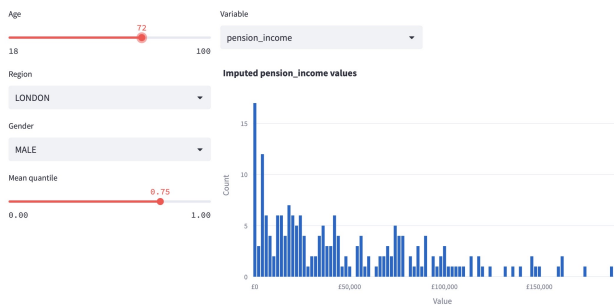 Age
72
18 100
Region
LONDON
Gender
MALE
Mean quantile
0.75
0.00 1.00
Variable
pension_income
Imputed pension_income values
Count
15
10
5
0
£0 £50,000 £100,000 £150,000
Value